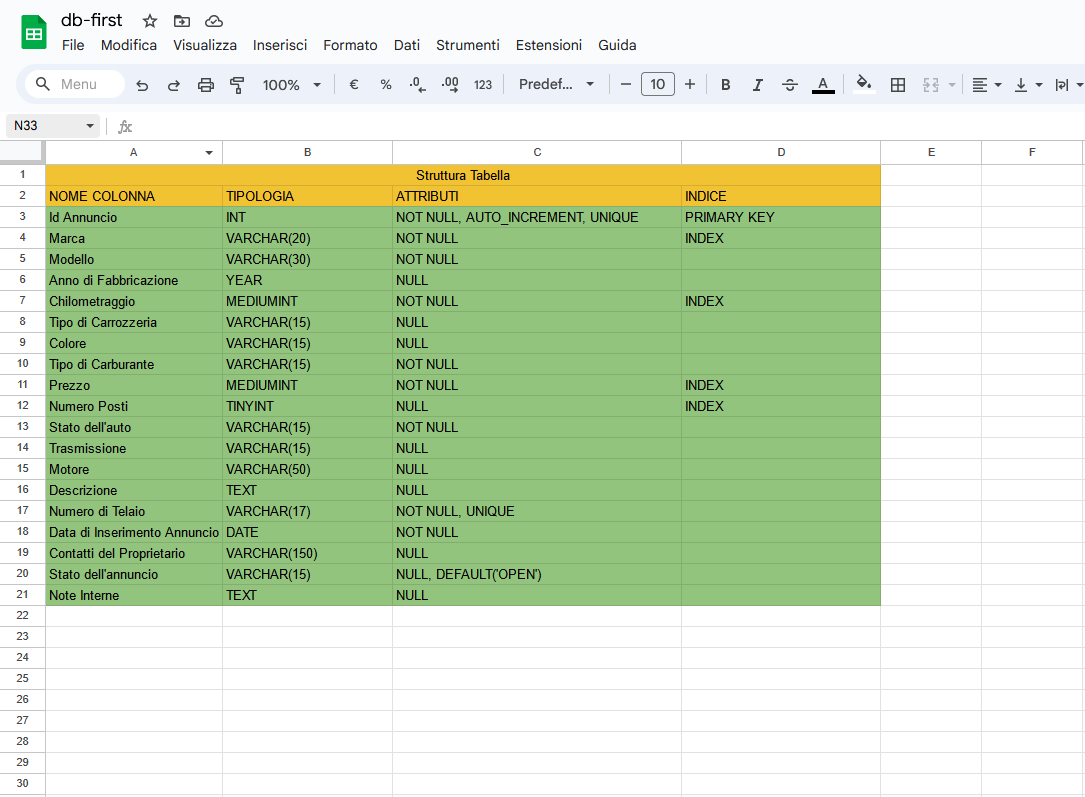 db-first
File Modifica Visualizza Inserisci Formato Dati Strumenti Estensioni Guida
Menu 100% € % .0 .00 123 Predef... − 10 + B I A
N33 fx
A B C D E F
1 Struttura Tabella
2 NOME COLONNA TIPOLOGIA ATTRIBUTI INDICE
3 Id Annuncio INT NOT NULL, AUTO_INCREMENT, UNIQUE PRIMARY KEY
4 Marca VARCHAR(20) NOT NULL INDEX
5 Modello VARCHAR(30) NOT NULL
6 Anno di Fabbricazione YEAR NULL
7 Chilometraggio MEDIUMINT NOT NULL INDEX
8 Tipo di Carrozzeria VARCHAR(15) NULL
9 Colore VARCHAR(15) NULL
10 Tipo di Carburante VARCHAR(15) NOT NULL
11 Prezzo MEDIUMINT NOT NULL INDEX
12 Numero Posti TINYINT NULL INDEX
13 Stato dell'auto VARCHAR(15) NOT NULL
14 Trasmissione VARCHAR(15) NULL
15 Motore VARCHAR(50) NULL
16 Descrizione TEXT NULL
17 Numero di Telaio VARCHAR(17) NOT NULL, UNIQUE
18 Data di Inserimento Annuncio DATE NOT NULL
19 Contatti del Proprietario VARCHAR(150) NULL
20 Stato dell'annuncio VARCHAR(15) NULL, DEFAULT('OPEN')
21 Note Interne TEXT NULL
22
23
24
25
26
27
28
29
30